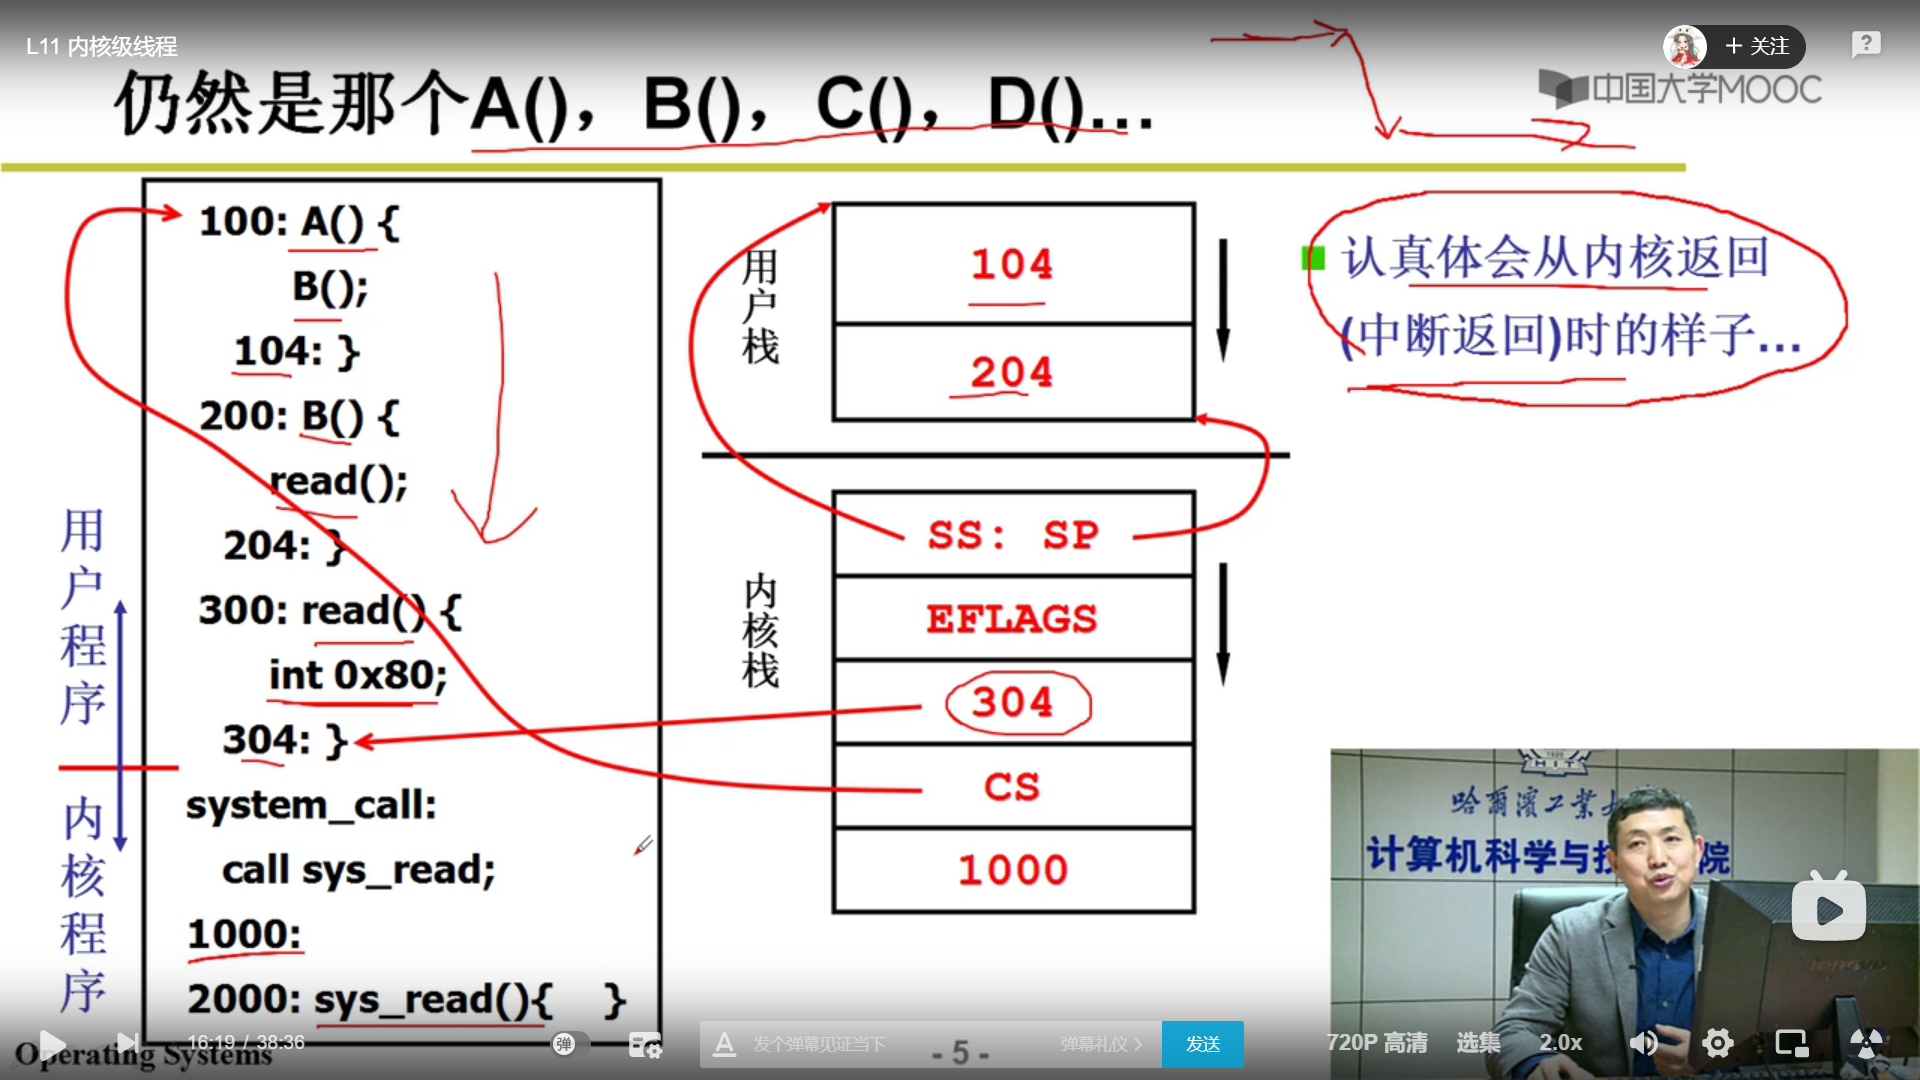 L11 内核级线程
+ 关注
仍然是那个A(), B(), C(), D()...
中国大学MOOC
100: A() {
B();
104: }
200: B() {
read();
204: }
300: read() {
int 0x80;
304: }
system_call:
call sys_read;
1000:
2000: sys_read(){ }
用户程序
内核程序
用户栈
104
204
内核栈
SS: SP
EFLAGS
304
CS
1000
认真体会从内核返回
(中断返回)时的样子...
哈尔滨工业大
计算机科学与技
院
Operating Systems
16:19 / 38:36
弹
A 发个弹幕见证当下
弹幕礼仪 >
发送
- 5 -
720P 高清
选集
2.0x